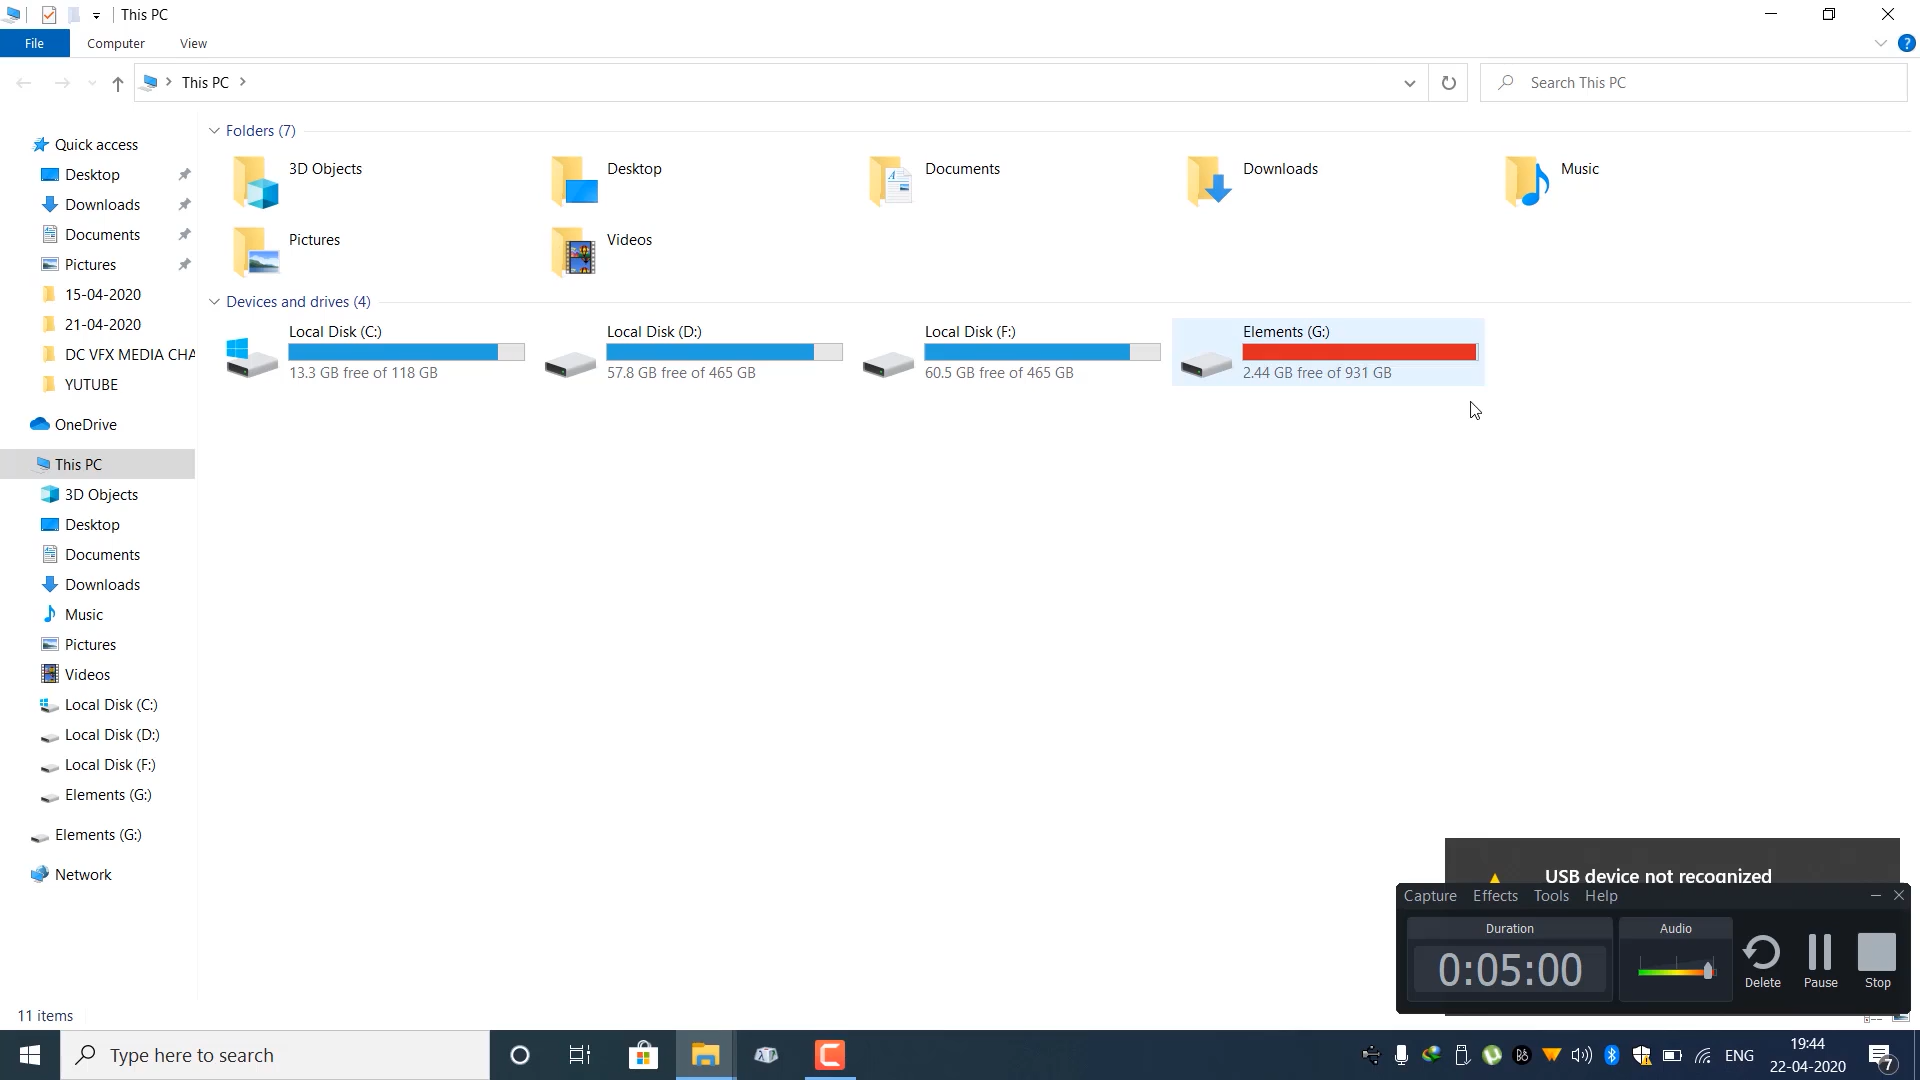 This PC
File
Computer
View
This PC
Search This PC
Quick access
Desktop
Downloads
Documents
Pictures
15-04-2020
21-04-2020
DC VFX MEDIA CHA
YUTUBE
OneDrive
This PC
3D Objects
Desktop
Documents
Downloads
Music
Pictures
Videos
Local Disk (C:)
Local Disk (D:)
Local Disk (F:)
Elements (G:)
Elements (G:)
Network
Folders (7)
3D Objects
Desktop
Documents
Downloads
Music
Pictures
Videos
Devices and drives (4)
Local Disk (C:)
13.3 GB free of 118 GB
Local Disk (D:)
57.8 GB free of 465 GB
Local Disk (F:)
60.5 GB free of 465 GB
Elements (G:)
2.44 GB free of 931 GB
USB device not recognized
Capture Effects Tools Help
Duration
0:05:00
Audio
Delete
Pause
Stop
11 items
Type here to search
ENG
19:44
22-04-2020
7